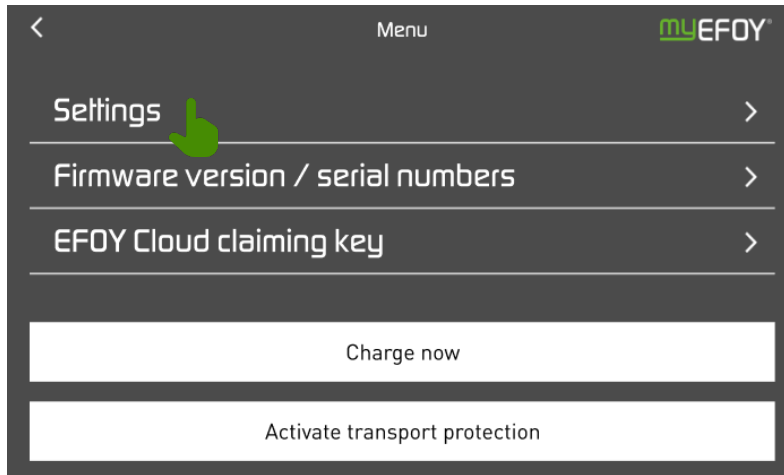 Menu
myEFOY®
Settings
Firmware version / serial numbers
EFOY Cloud claiming key
Charge now
Activate transport protection